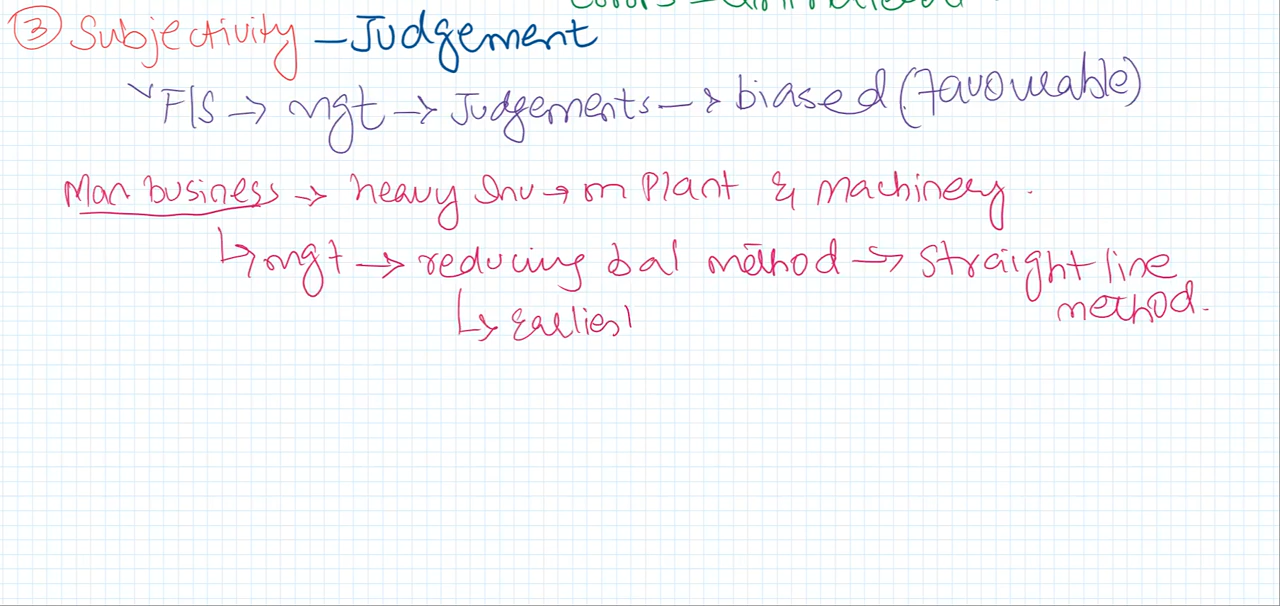 ③ Subjectivity - Judgement
F/S → mgt → Judgements → biased (favourable)
Man business → heavy Inv → on Plant & Machinery.
↳ mgt → reducing bal method → straight line method.
↳ Earliest